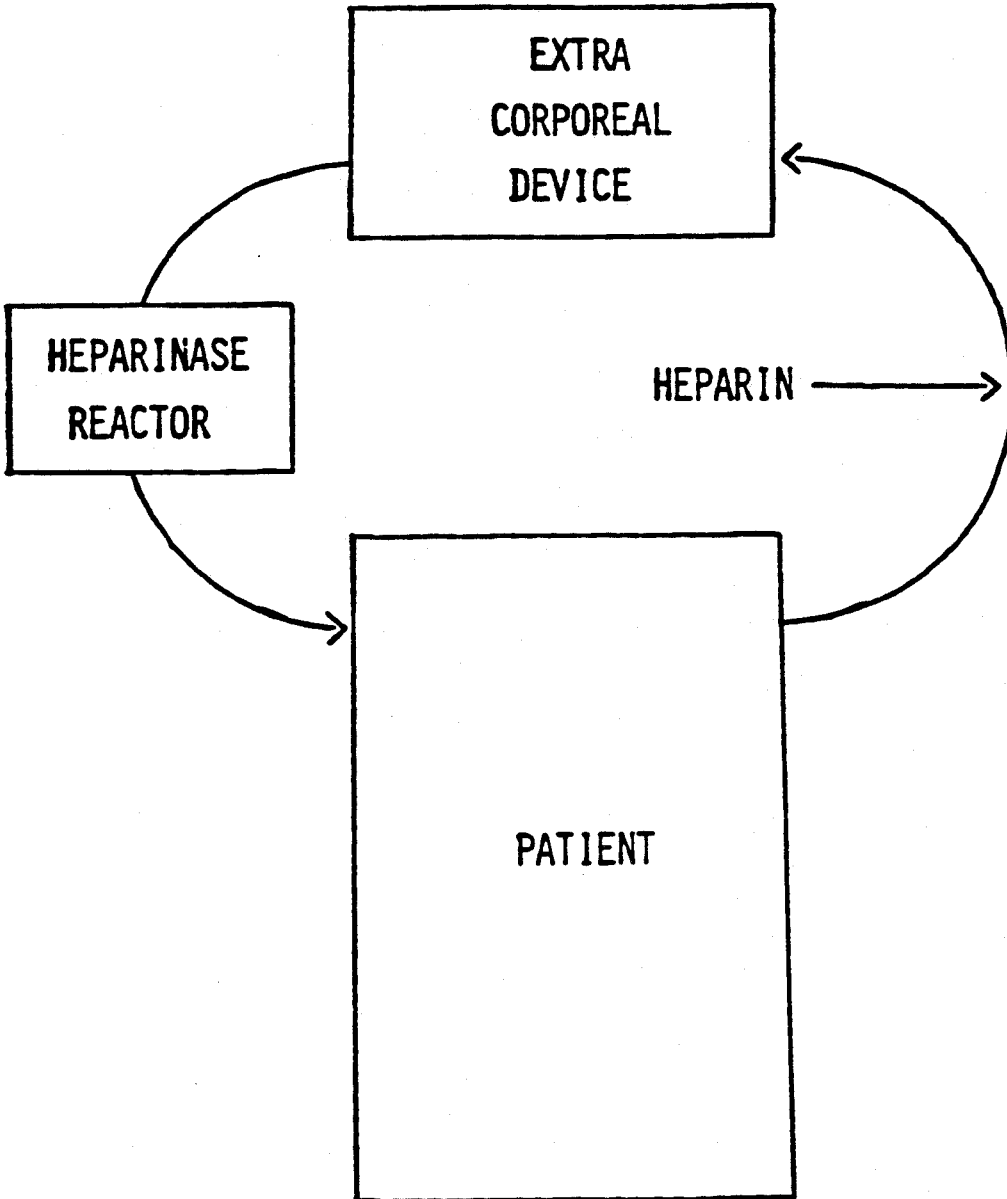 EXTRA
CORPOREAL
DEVICE
HEPARINASE
REACTOR
HEPARIN
PATIENT